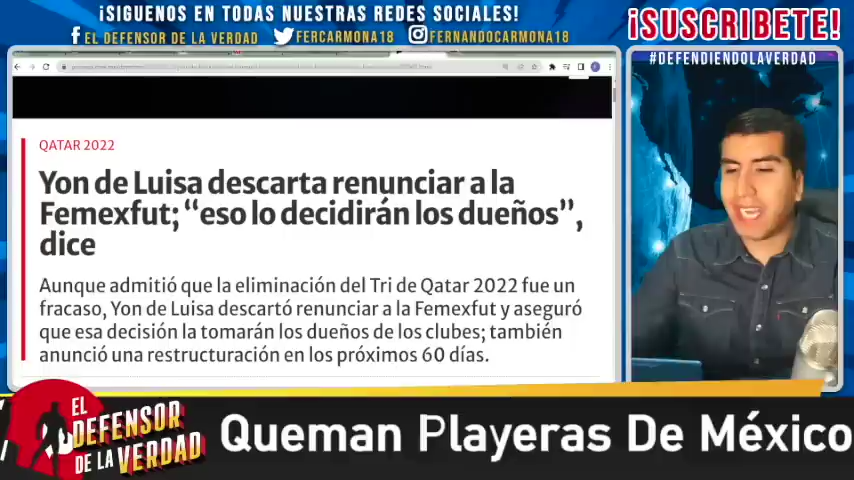 ¡SIGUENOS EN TODAS NUESTRAS REDES SOCIALES!
EL DEFENSOR DE LA VERDAD FERCARMONA18 FERNANDOCARMONA18
¡SUSCRIBETE!
#DEFENDIENDOLAVERDAD
QATAR 2022
Yon de Luisa descarta renunciar a la
Femexfut; “eso lo decidirán los dueños”,
dice
Aunque admitió que la eliminación del Tri de Qatar 2022 fue un
fracaso, Yon de Luisa descartó renunciar a la Femexfut y aseguró
que esa decisión la tomarán los dueños de los clubes; también
anunció una restructuración en los próximos 60 días.
EL
DEFENSOR
DE LA VERDAD
Queman Playeras De México